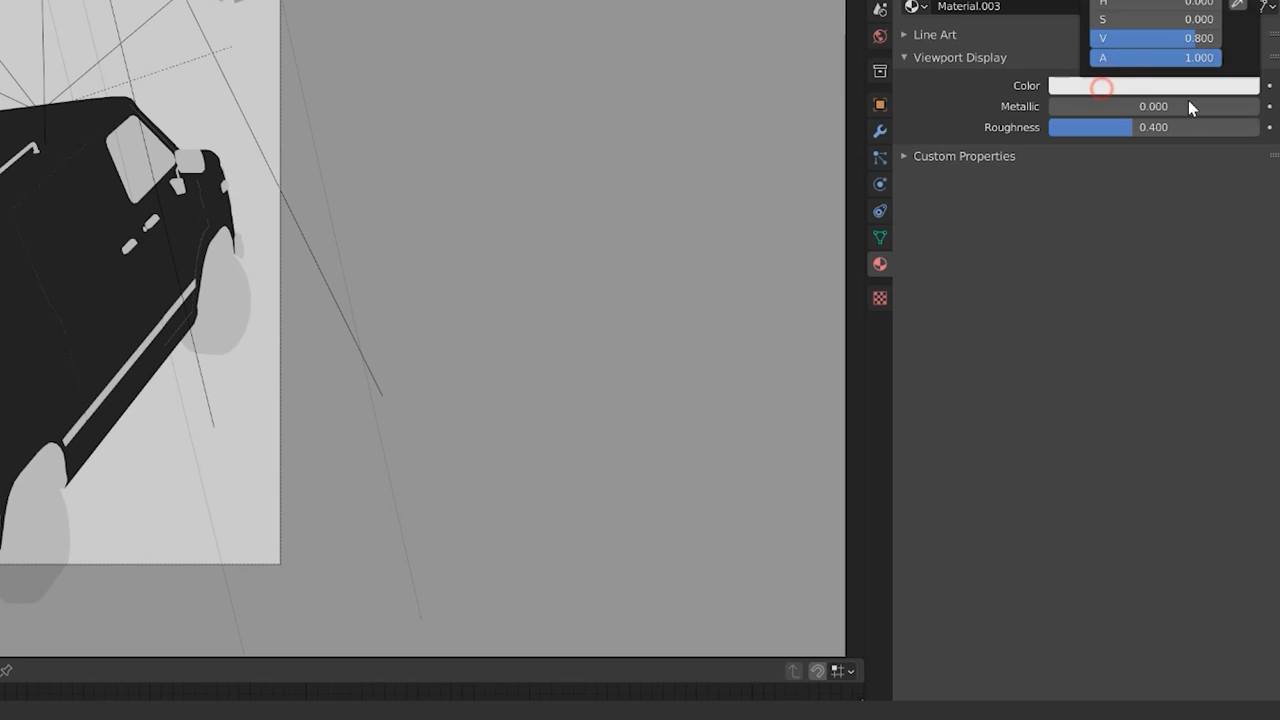 Material.003
H 0.000
S 0.000
Line Art
V 0.800
Viewport Display
A 1.000
Color
Metallic 0.000
Roughness 0.400
Custom Properties